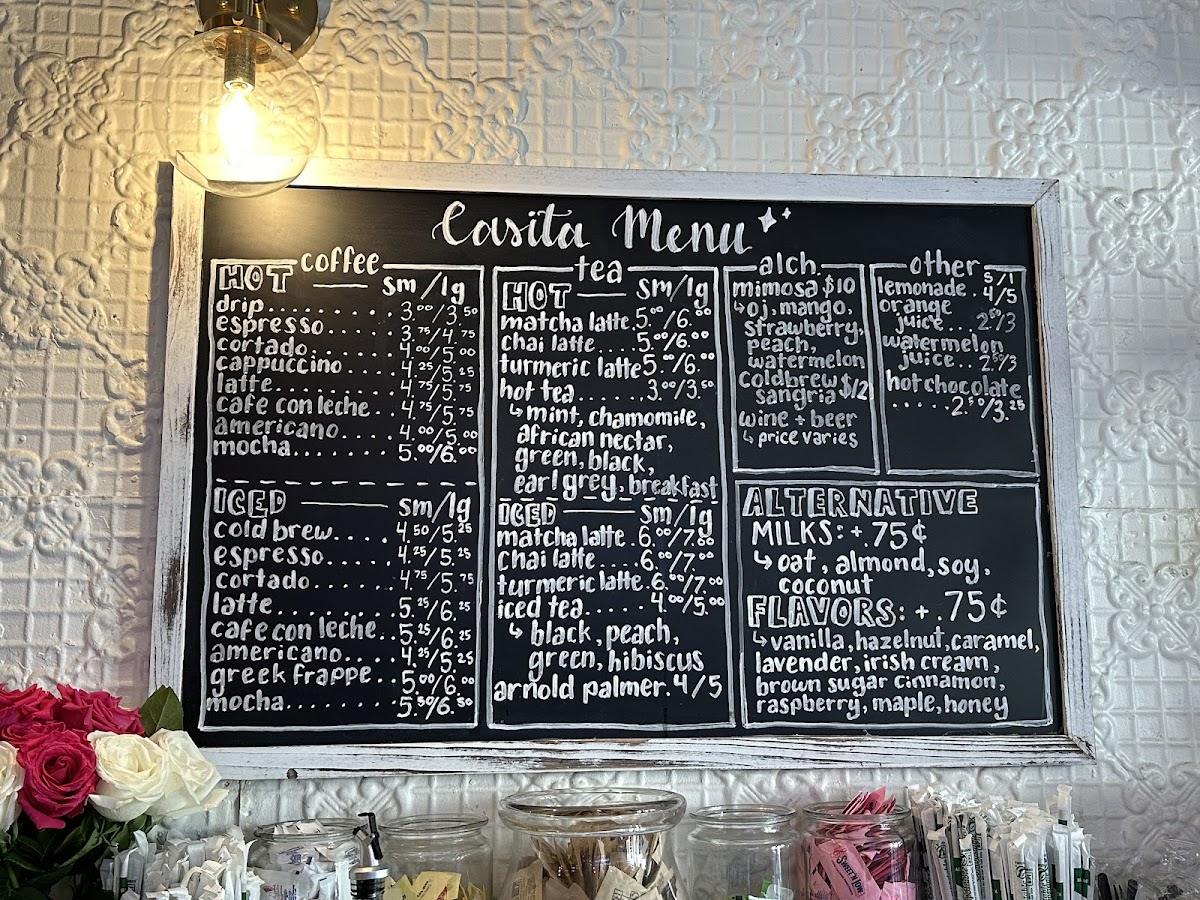 Casita Menu
coffee
HOT — sm/lg
drip........ 3.00/3.50
espresso.... 3.75/4.75
cortado..... 4.00/5.00
cappuccino.. 4.25/5.25
latte....... 4.75/5.75
cafe con leche.. 4.75/5.75
americano.... 4.00/5.00
mocha....... 5.00/6.00
ICED — sm/lg
cold brew.... 4.50/5.25
espresso..... 4.25/5.25
cortado...... 4.75/5.75
latte........ 5.25/6.25
cafe con leche.. 5.25/6.25
americano.... 4.25/5.25
greek frappe.. 5.00/6.00
mocha....... 5.50/6.50
tea
HOT — sm/lg
matcha latte. 5.00/6.00
chai latte.... 5.00/6.00
turmeric latte 5.00/6.00
hot tea...... 3.00/3.50
↳ mint, chamomile,
african nectar,
green, black,
earl grey, breakfast
ICED — sm/lg
matcha latte. 6.00/7.00
chai latte.... 6.00/7.00
turmeric latte. 6.00/7.00
iced tea..... 4.00/5.00
↳ black, peach,
green, hibiscus
arnold palmer. 4/5
alch.
mimosa $10
↳ oj, mango,
strawberry,
peach,
watermelon
coldbrew $12
sangria
wine + beer
↳ price varies
other
s/l
lemonade. 4/5
orange
juice... 2.50/3
watermelon
juice.. 2.50/3
hot chocolate
......2.50/3.25
ALTERNATIVE
MILKS: +.75¢
↳ oat, almond, soy,
coconut
FLAVORS: +.75¢
↳ vanilla, hazelnut, caramel,
lavender, irish cream,
brown sugar cinnamon,
raspberry, maple, honey
Sweet'N Low